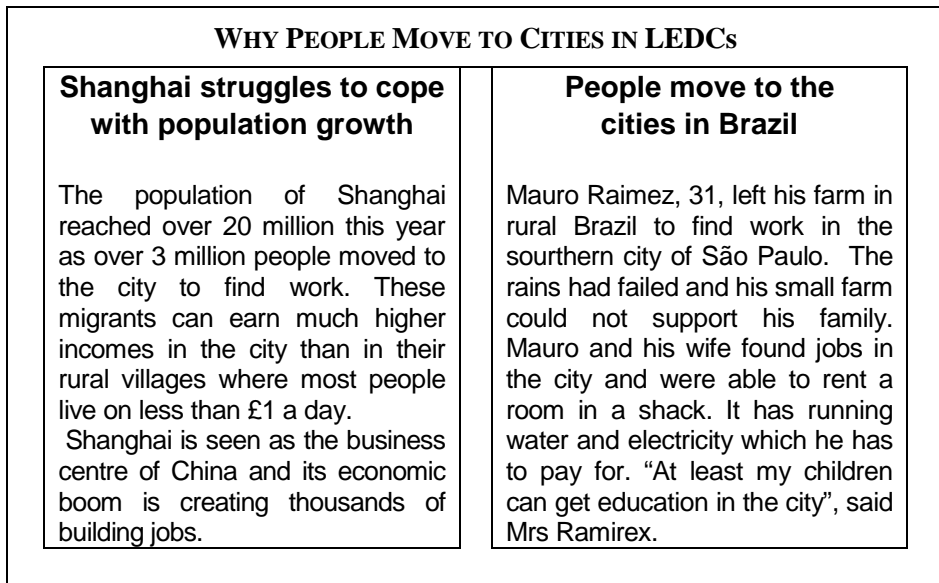 WHY PEOPLE MOVE TO CITIES IN LEDCS
Shanghai struggles to cope
with population growth
The population of Shanghai
reached over 20 million this year
as over 3 million people moved to
the city to find work. These
migrants can earn much higher
incomes in the city than in their
rural villages where most people
live on less than £1 a day.
Shanghai is seen as the business
centre of China and its economic
boom is creating thousands of
building jobs.
People move to the
cities in Brazil
Mauro Raimez, 31, left his farm in
rural Brazil to find work in the
sourthern city of São Paulo. The
rains had failed and his small farm
could not support his family.
Mauro and his wife found jobs in
the city and were able to rent a
room in a shack. It has running
water and electricity which he has
to pay for. “At least my children
can get education in the city”, said
Mrs Ramirex.